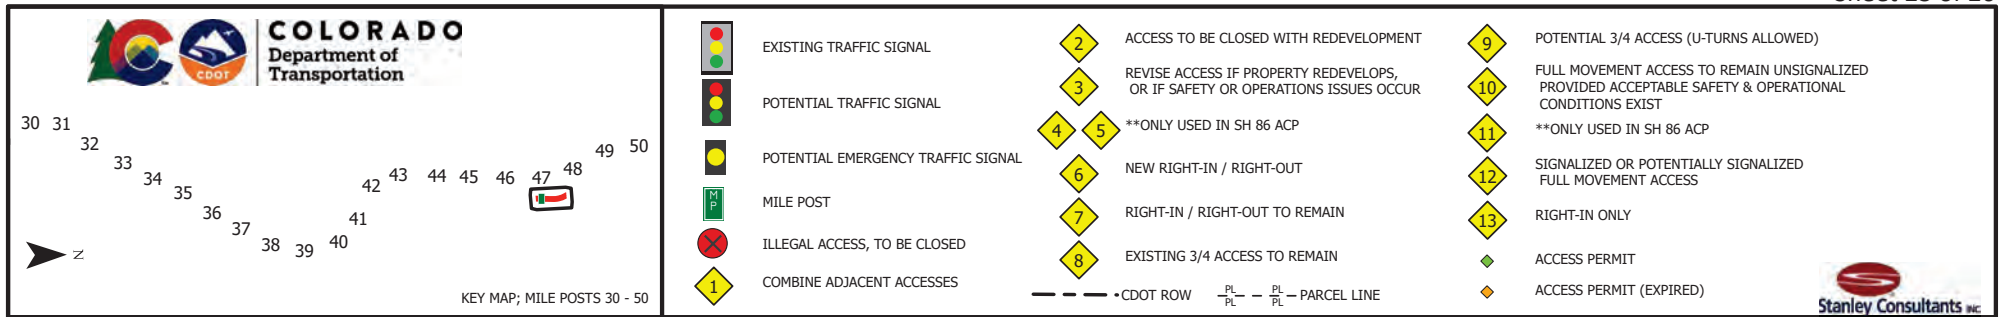 COLORADO
Department of
Transportation
CDOT
30 31 32 33 34 35 36 37 38 39 40 41 42 43 44 45 46 47 48 49 50
N
KEY MAP; MILE POSTS 30 - 50
EXISTING TRAFFIC SIGNAL
POTENTIAL TRAFFIC SIGNAL
POTENTIAL EMERGENCY TRAFFIC SIGNAL
MP
MILE POST
ILLEGAL ACCESS, TO BE CLOSED
1 COMBINE ADJACENT ACCESSES
2 ACCESS TO BE CLOSED WITH REDEVELOPMENT
3 REVISE ACCESS IF PROPERTY REDEVELOPS,
OR IF SAFETY OR OPERATIONS ISSUES OCCUR
4 5 **ONLY USED IN SH 86 ACP
6 NEW RIGHT-IN / RIGHT-OUT
7 RIGHT-IN / RIGHT-OUT TO REMAIN
8 EXISTING 3/4 ACCESS TO REMAIN
CDOT ROW
PL PL
PL PL
PARCEL LINE
9 POTENTIAL 3/4 ACCESS (U-TURNS ALLOWED)
10 FULL MOVEMENT ACCESS TO REMAIN UNSIGNALIZED
PROVIDED ACCEPTABLE SAFETY & OPERATIONAL
CONDITIONS EXIST
11 **ONLY USED IN SH 86 ACP
12 SIGNALIZED OR POTENTIALLY SIGNALIZED
FULL MOVEMENT ACCESS
13 RIGHT-IN ONLY
ACCESS PERMIT
ACCESS PERMIT (EXPIRED)
Stanley Consultants INC.